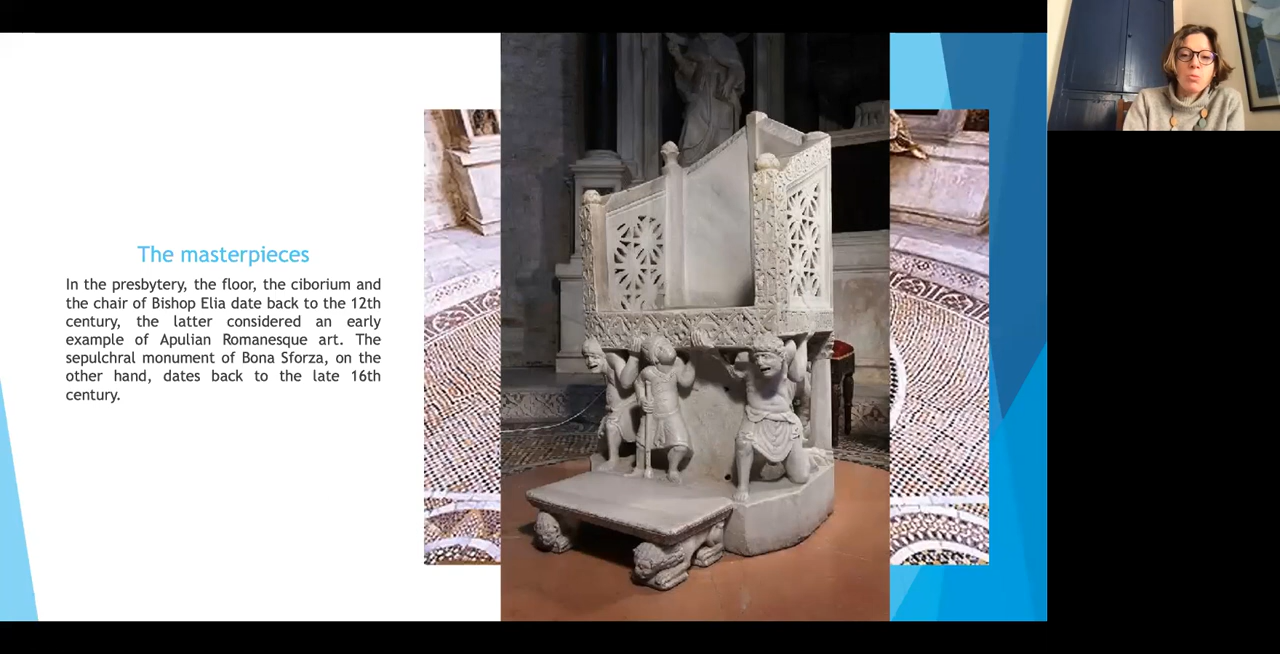 The masterpieces
In the presbytery, the floor, the ciborium and
the chair of Bishop Elia date back to the 12th
century, the latter considered an early
example of Apulian Romanesque art. The
sepulchral monument of Bona Sforza, on the
other hand, dates back to the late 16th
century.